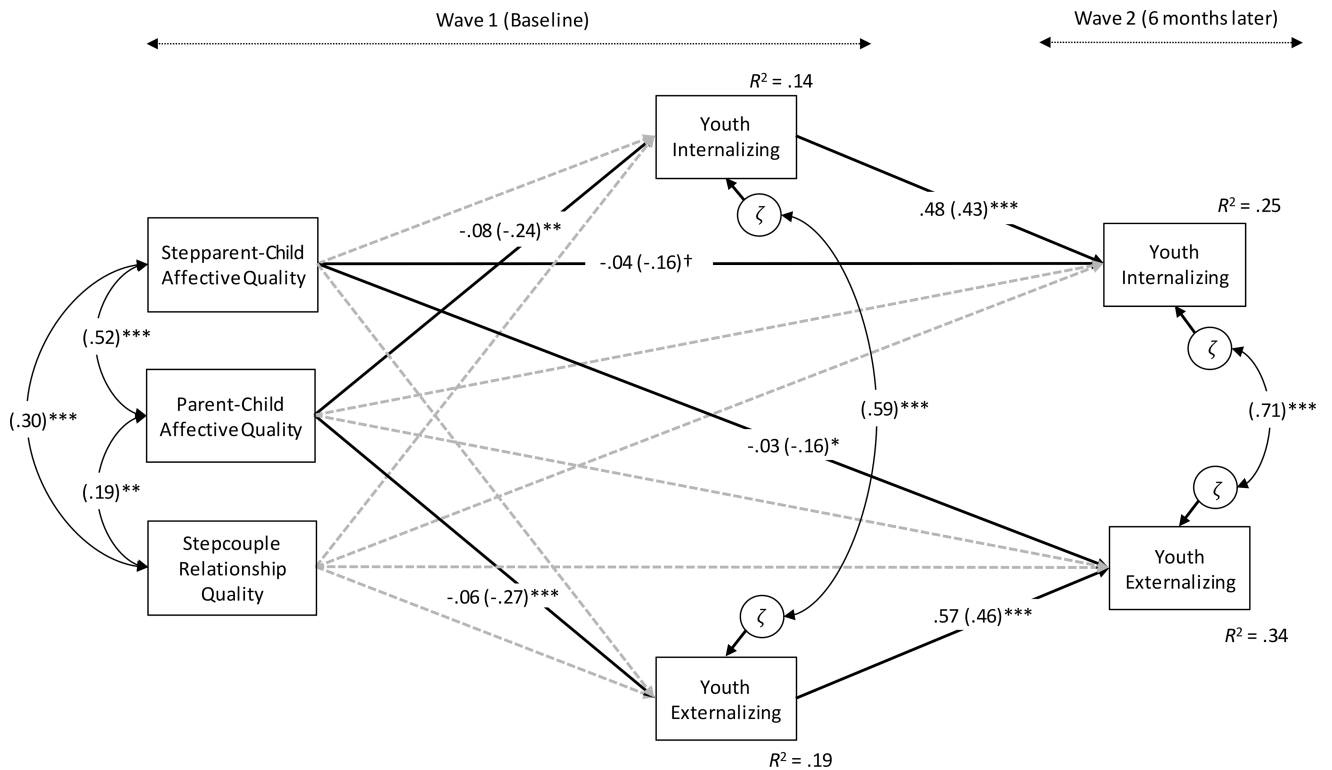 Wave 1 (Baseline)
Wave 2 (6 months later)
R² = .14
Youth
Internalizing
ζ
-.08 (-.24)**
.48 (.43)***
R² = .25
Stepparent-Child
Affective Quality
-.04 (-.16)†
Youth
Internalizing
(.52)***
ζ
Parent-Child
Affective Quality
(.30)***
(.59)***
(.71)***
-.03 (-.16)*
(.19)**
ζ
Stepcouple
Relationship
Quality
Youth
Externalizing
-.06 (-.27)***
ζ
.57 (.46)***
R² = .34
Youth
Externalizing
R² = .19